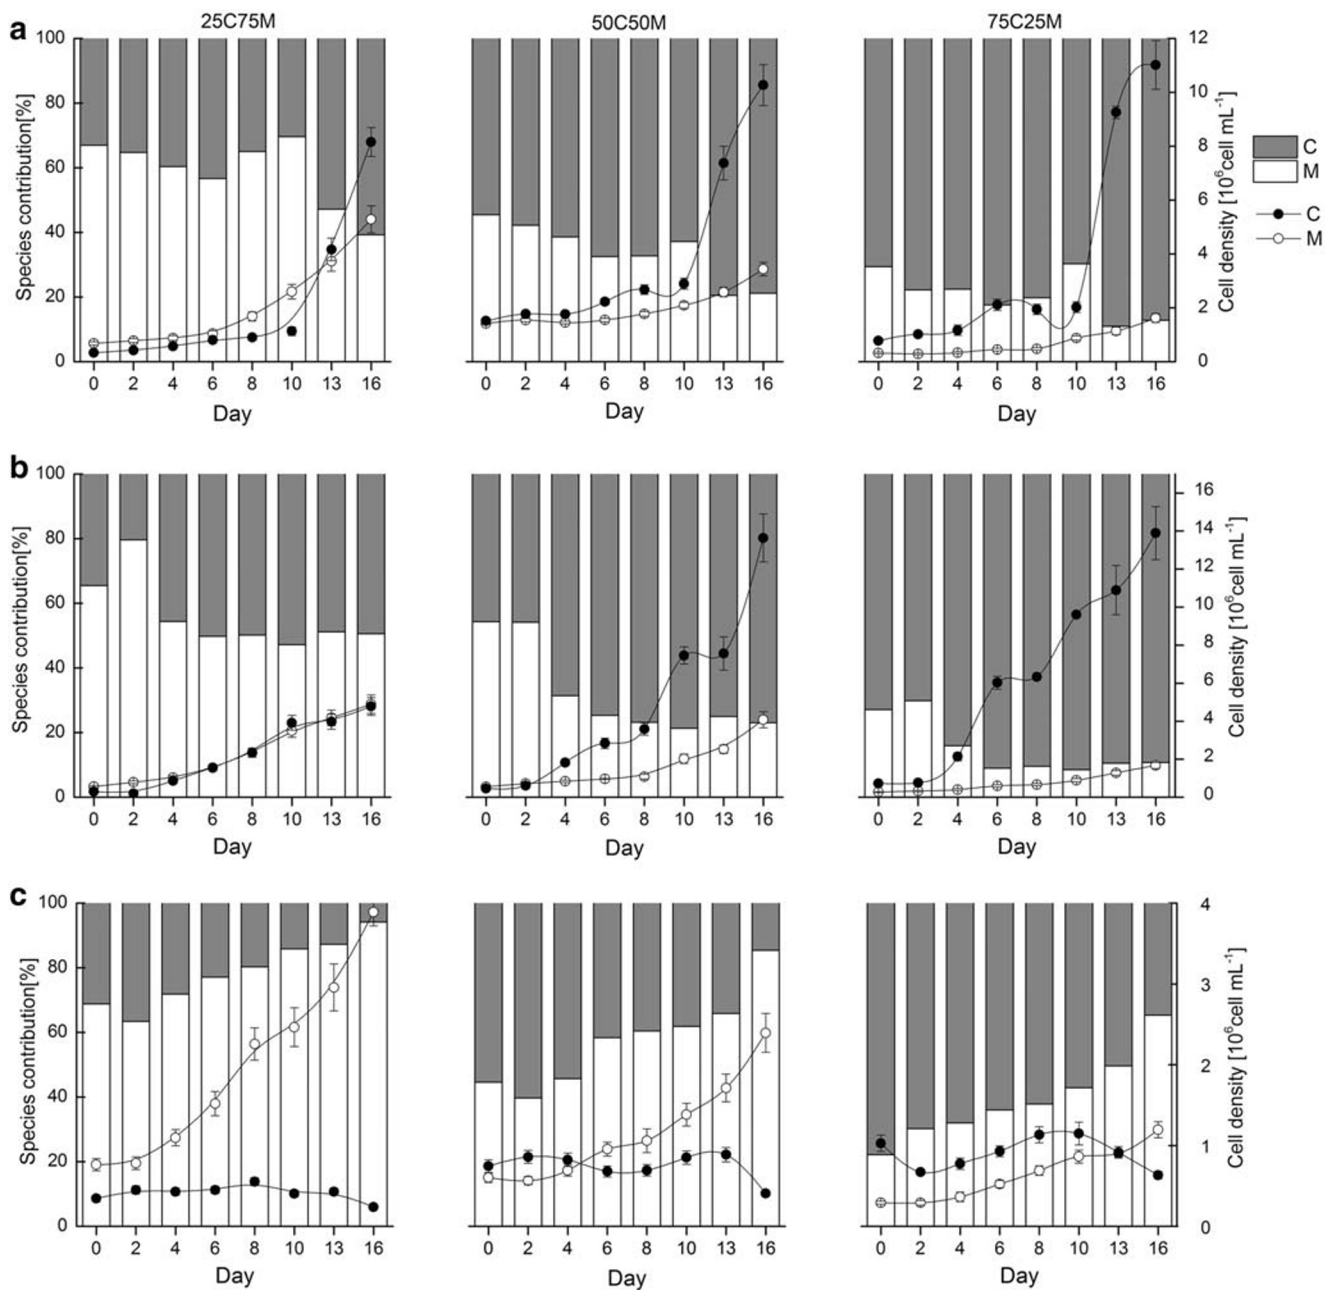 a
25C75M
50C50M
75C25M
Species contribution[%]
100
80
60
40
20
0
0 2 4 6 8 10 13 16
Day
0 2 4 6 8 10 13 16
Day
0 2 4 6 8 10 13 16
Day
12
10
8
6
4
2
0
Cell density [10⁶cell mL⁻¹]
C
M
C
M
b
Species contribution[%]
100
80
60
40
20
0
0 2 4 6 8 10 13 16
Day
0 2 4 6 8 10 13 16
Day
0 2 4 6 8 10 13 16
Day
16
14
12
10
8
6
4
2
0
Cell density [10⁶cell mL⁻¹]
c
Species contribution[%]
100
80
60
40
20
0
0 2 4 6 8 10 13 16
Day
0 2 4 6 8 10 13 16
Day
0 2 4 6 8 10 13 16
Day
4
3
2
1
0
Cell density [10⁶cell mL⁻¹]